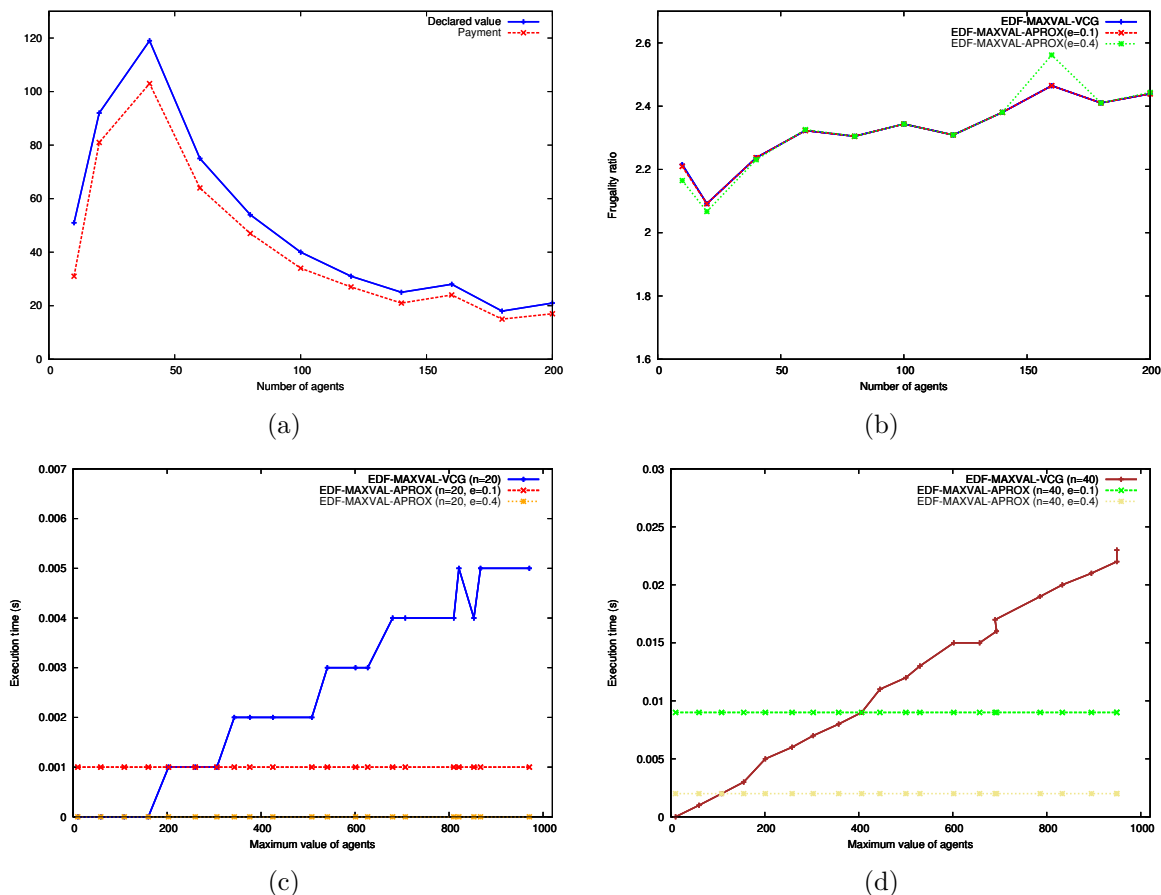 Declared value
Payment
120
100
80
60
40
20
0
0 50 100 150 200
Number of agents
(a)
EDF-MAXVAL-VCG
EDF-MAXVAL-APROX(e=0.1)
EDF-MAXVAL-APROX(e=0.4)
2.6
2.4
2.2
2
1.8
1.6
Frugality ratio
0 50 100 150 200
Number of agents
(b)
EDF-MAXVAL-VCG (n=20)
EDF-MAXVAL-APROX (n=20, e=0.1)
EDF-MAXVAL-APROX (n=20, e=0.4)
0.007
0.006
0.005
0.004
0.003
0.002
0.001
0
Execution time (s)
0 200 400 600 800 1000
Maximum value of agents
(c)
EDF-MAXVAL-VCG (n=40)
EDF-MAXVAL-APROX (n=40, e=0.1)
EDF-MAXVAL-APROX (n=40, e=0.4)
0.03
0.025
0.02
0.015
0.01
0.005
0
Execution time (s)
0 200 400 600 800 1000
Maximum value of agents
(d)